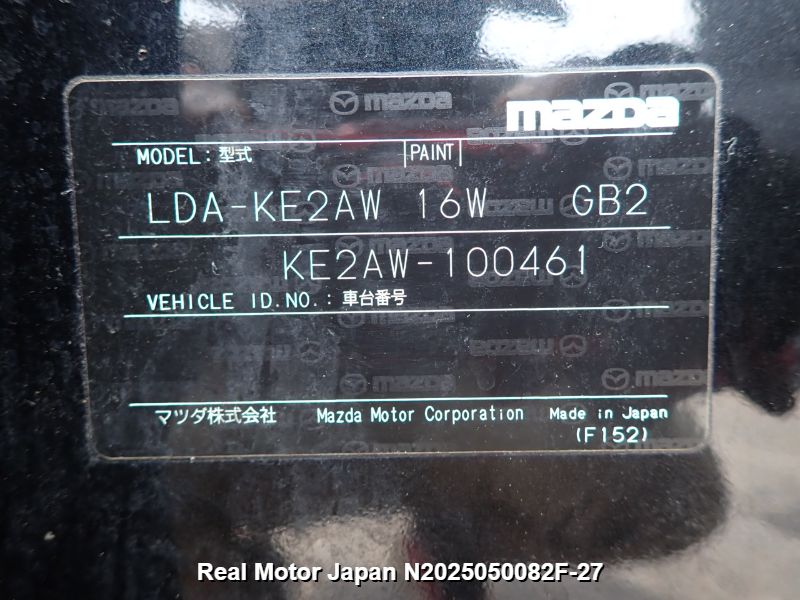 mazda
MODEL : 型式 PAINT
LDA-KE2AW 16W GB2
KE2AW-100461
VEHICLE ID.NO. : 車台番号
マツダ株式会社 Mazda Motor Corporation Made in Japan
(F152)
Real Motor Japan N2025050082F-27